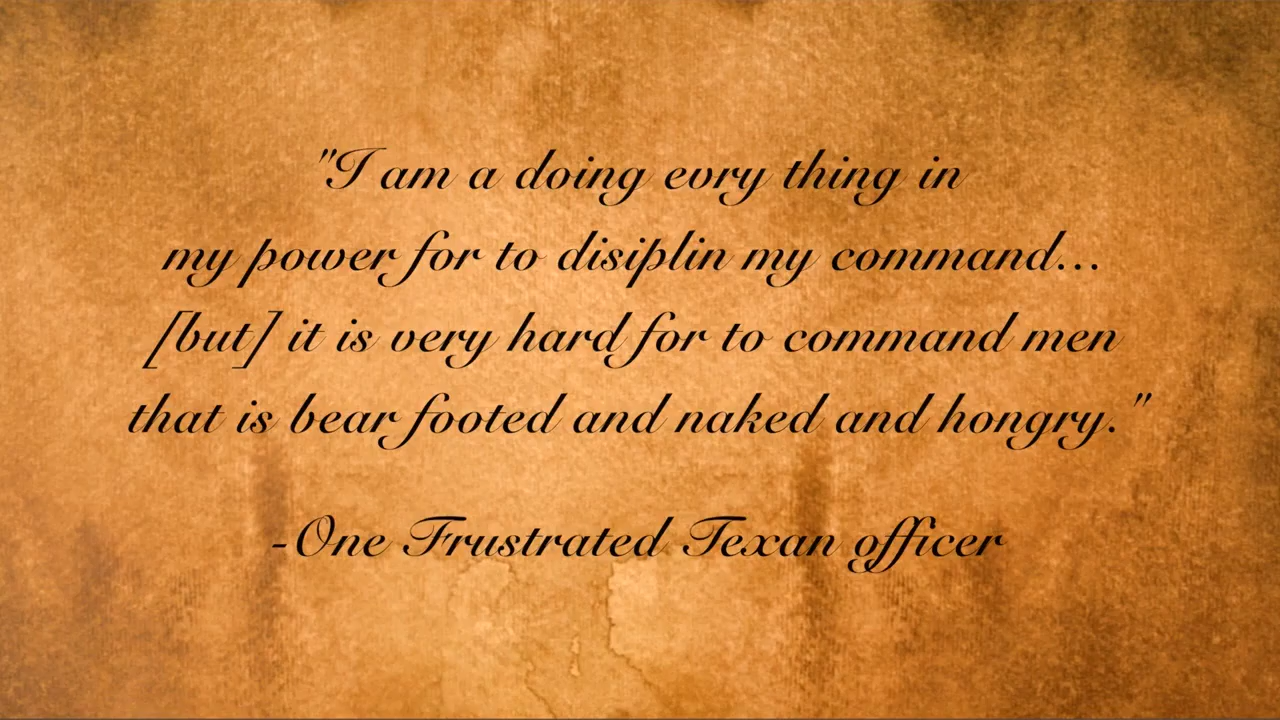 "I am a doing evry thing in
my power for to disiplin my command...
[but] it is very hard for to command men
that is bear footed and naked and hongry."
-One Frustrated Texan officer